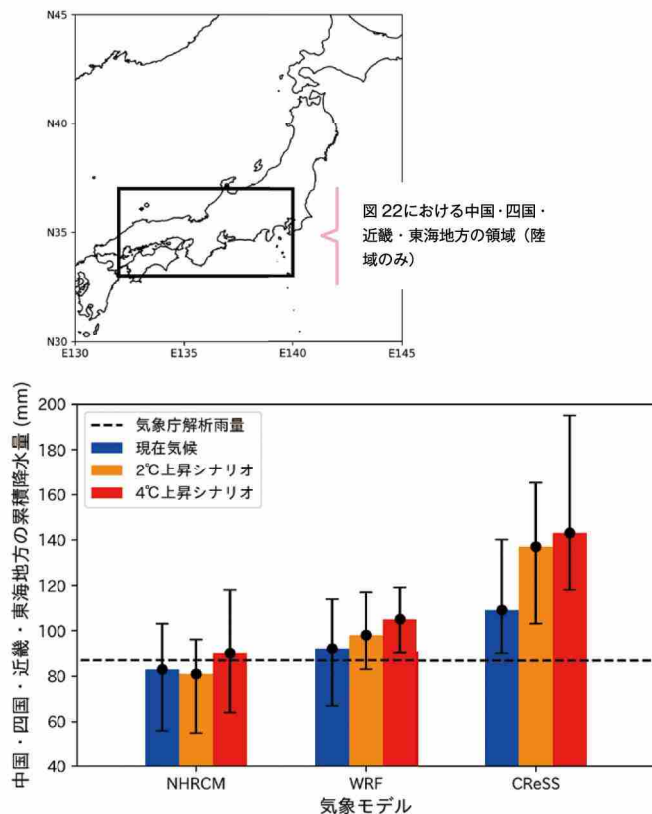 N45
N40
N35
N30
E130
E135
E140
E145
図 22における中国・四国・
近畿・東海地方の領域（陸
域のみ）
中国・四国・近畿・東海地方の累積降水量 (mm)
200
180
160
140
120
100
80
60
40
気象庁解析雨量
現在気候
2℃上昇シナリオ
4℃上昇シナリオ
NHRCM
WRF
CReSS
気象モデル